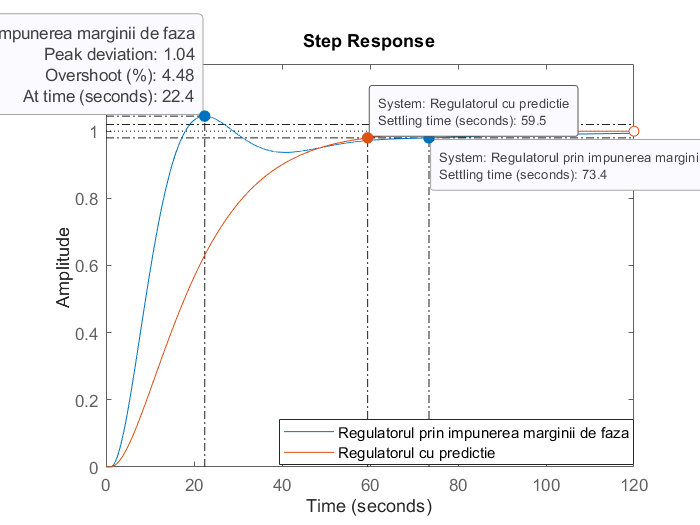 mpunerea marginii de faza
Peak deviation: 1.04
Overshoot (%): 4.48
At time (seconds): 22.4
Step Response
System: Regulatorul cu predictie
Settling time (seconds): 59.5
System: Regulatorul prin impunerea margini
Settling time (seconds): 73.4
Amplitude
1
0.8
0.6
0.4
0.2
0
Regulatorul prin impunerea marginii de faza
Regulatorul cu predictie
0 20 40 60 80 100 120
Time (seconds)